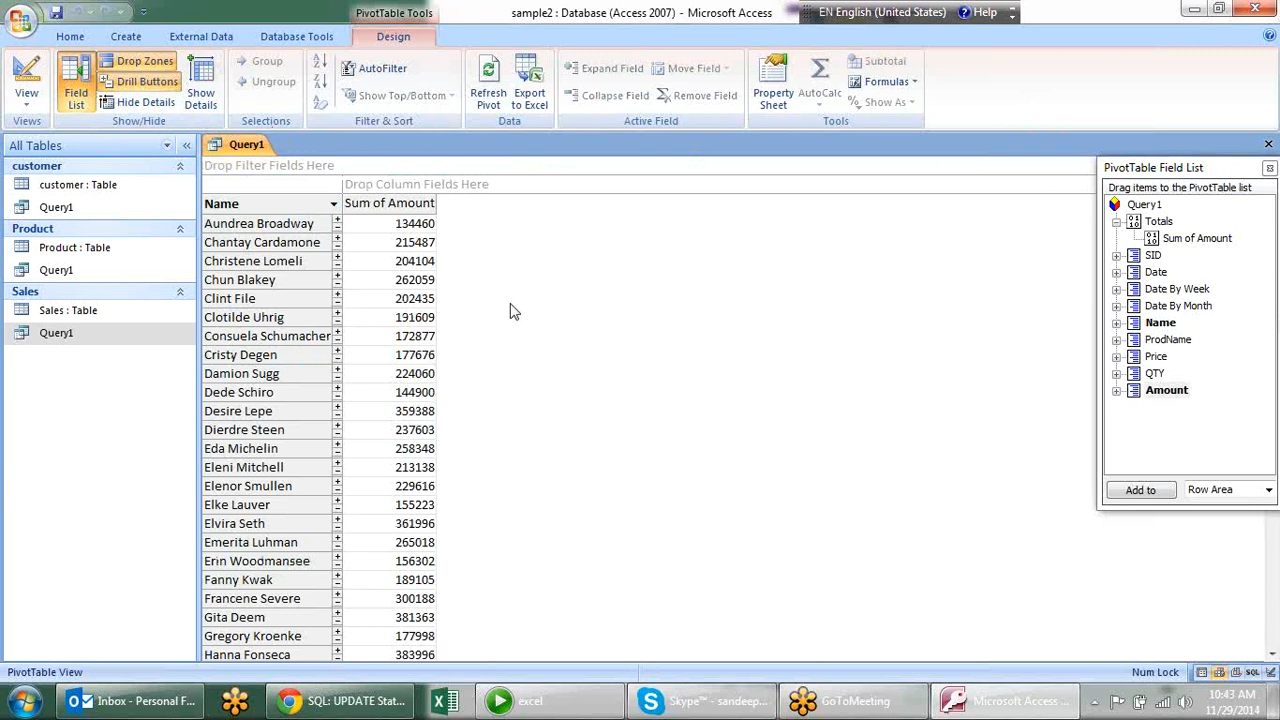 PivotTable Tools
sample2 : Database (Access 2007) - Microsoft Access
EN English (United States)
Help
Home Create External Data Database Tools Design
View
Field List
Drop Zones
Drill Buttons
Hide Details
Show Details
Group
Ungroup
AutoFilter
Show Top/Bottom
Refresh Pivot
Export to Excel
Expand Field
Collapse Field
Move Field
Remove Field
Property Sheet
AutoCalc
Subtotal
Formulas
Show As
Views Show/Hide Selections Filter & Sort Data Active Field Tools
All Tables
customer
customer : Table
Query1
Product
Product : Table
Query1
Sales
Sales : Table
Query1
Query1
Drop Filter Fields Here
Drop Column Fields Here
Name Sum of Amount
Aundrea Broadway 134460
Chantay Cardamone 215487
Christene Lomeli 204104
Chun Blakey 262059
Clint File 202435
Clotilde Uhrig 191609
Consuela Schumacher 172877
Cristy Degen 177676
Damion Sugg 224060
Dede Schiro 144900
Desire Lepe 359388
Dierdre Steen 237603
Eda Michelin 258348
Eleni Mitchell 213138
Elenor Smullen 229616
Elke Lauver 155223
Elvira Seth 361996
Emerita Luhman 265018
Erin Woodmansee 156302
Fanny Kwak 189105
Francene Severe 300188
Gita Deem 381363
Gregory Kroenke 177998
Hanna Fonseca 383996
PivotTable Field List
Drag items to the PivotTable list
Query1
Totals
Sum of Amount
SID
Date
Date By Week
Date By Month
Name
ProdName
Price
QTY
Amount
Add to Row Area
PivotTable View
Num Lock
SQL
Inbox - Personal F...
SQL: UPDATE Stat...
excel
Skype™ - sandeep...
GoToMeeting
Microsoft Access ...
10:43 AM
11/29/2014